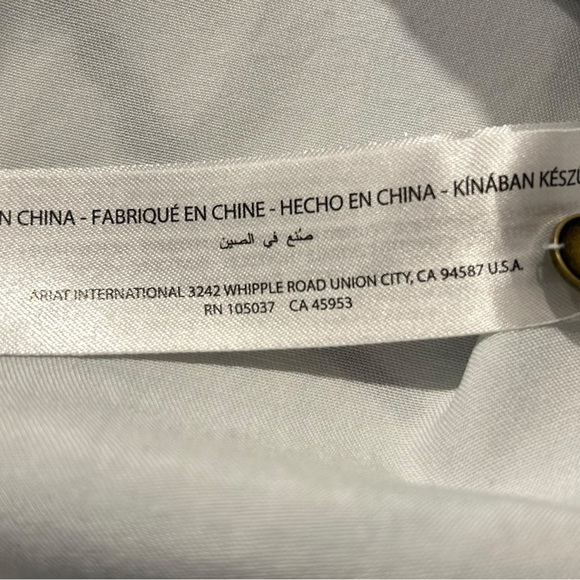 N CHINA - FABRIQUÉ EN CHINE - HECHO EN CHINA - KÍNÁBAN KÉSZÜ
صنع في الصين
ARIAT INTERNATIONAL 3242 WHIPPLE ROAD UNION CITY, CA 94587 U.S.A.
RN 105037 CA 45953